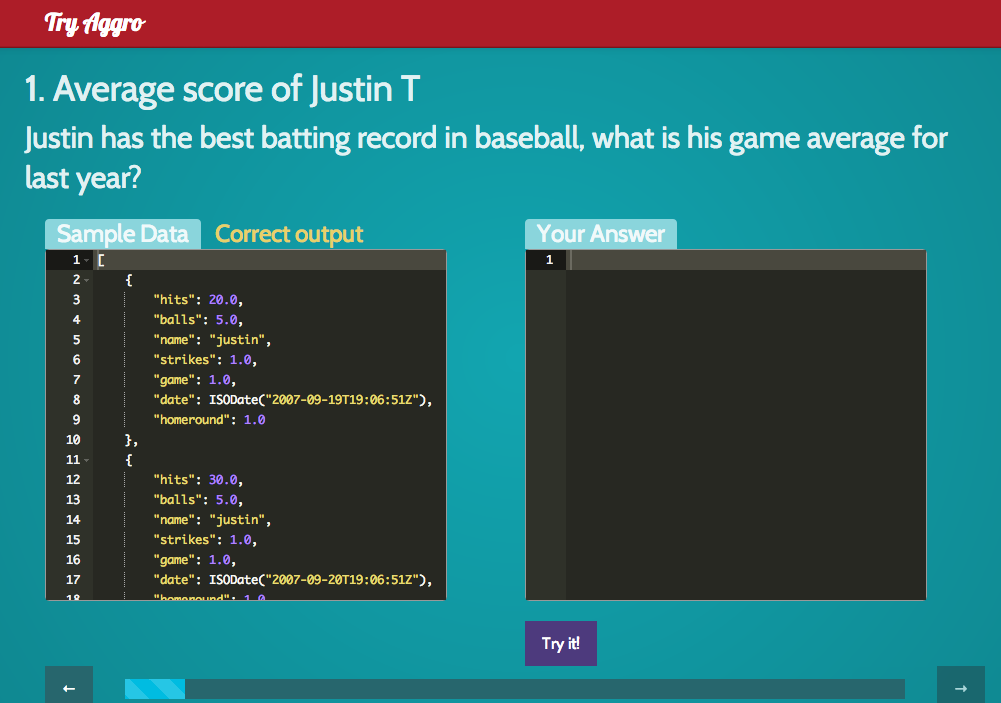 Try Aggro
1. Average score of Justin T
Justin has the best batting record in baseball, what is his game average for
last year?
Sample Data Correct output
1 [
2 {
3 "hits": 20.0,
4 "balls": 5.0,
5 "name": "justin",
6 "strikes": 1.0,
7 "game": 1.0,
8 "date": ISODate("2007-09-19T19:06:51Z"),
9 "homeround": 1.0
10 },
11 {
12 "hits": 30.0,
13 "balls": 5.0,
14 "name": "justin",
15 "strikes": 1.0,
16 "game": 1.0,
17 "date": ISODate("2007-09-20T19:06:51Z"),
18 "homeround": 1.0
Your Answer
1
Try it!
← →